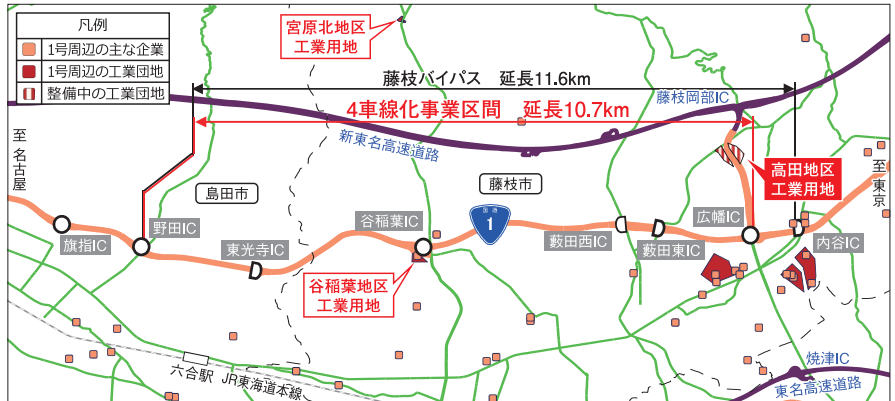 凡例
1号周辺の主な企業
1号周辺の工業団地
整備中の工業団地
宮原北地区
工業用地
藤枝バイパス 延長11.6km
4車線化事業区間 延長10.7km
藤枝岡部IC
新東名高速道路
至 名古屋
島田市
藤枝市
高田地区
工業用地
至 東京
旗指IC
野田IC
東光寺IC
谷稲葉IC
国道
1
藪田西IC
藪田東IC
広幡IC
内谷IC
谷稲葉地区
工業用地
六合駅
JR東海道本線
焼津IC
東名高速道路